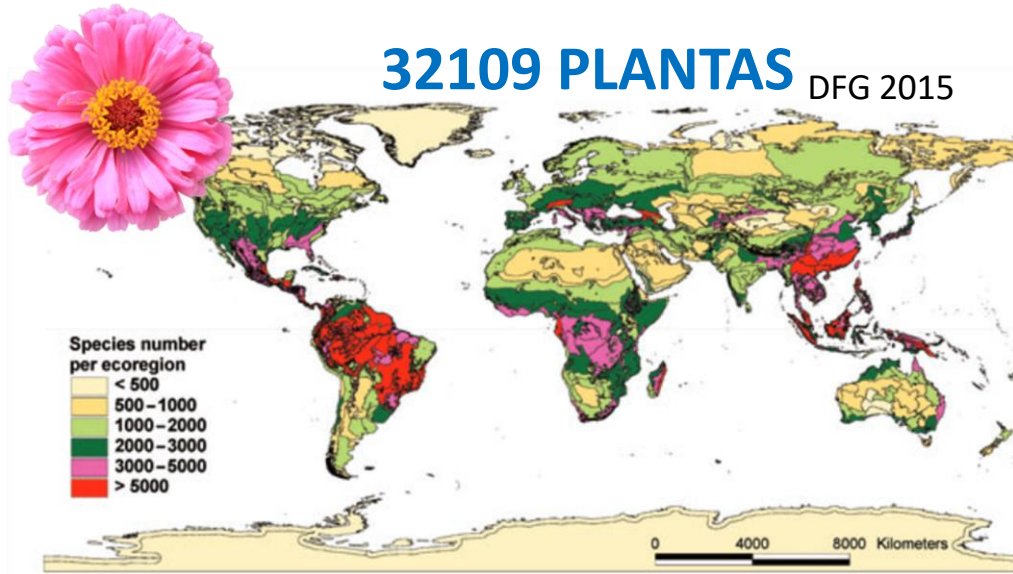 32109 PLANTAS DFG 2015
Species number
per ecoregion
< 500
500–1000
1000–2000
2000–3000
3000–5000
> 5000
0 4000 8000 Kilometers